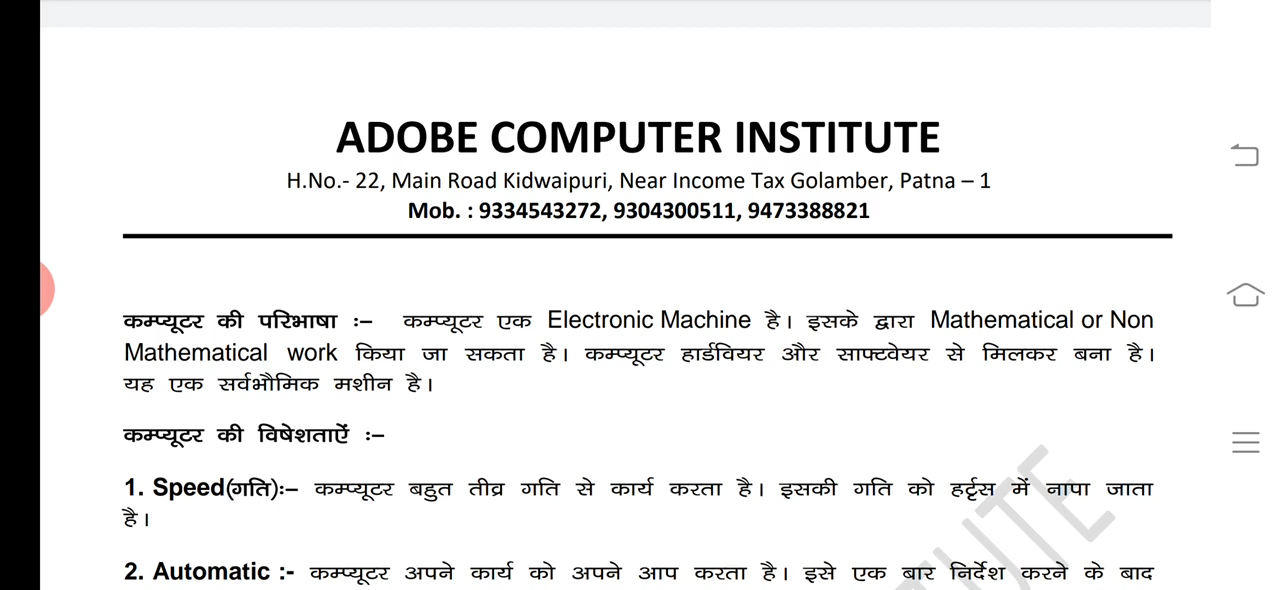 ADOBE COMPUTER INSTITUTE
H.No.- 22, Main Road Kidwaipuri, Near Income Tax Golamber, Patna – 1
Mob. : 9334543272, 9304300511, 9473388821
कम्प्यूटर की परिभाषा :– कम्प्यूटर एक Electronic Machine है। इसके द्वारा Mathematical or Non
Mathematical work किया जा सकता है। कम्प्यूटर हार्डवियर और साफ्टवेयर से मिलकर बना है।
यह एक सर्वभौमिक मशीन है।
कम्प्यूटर की विषेशताऐं :–
1. Speed(गति):– कम्प्यूटर बहुत तीव्र गति से कार्य करता है। इसकी गति को हर्ट्स में नापा जाता
है।
2. Automatic :- कम्प्यूटर अपने कार्य को अपने आप करता है। इसे एक बार निर्देश करने के बाद